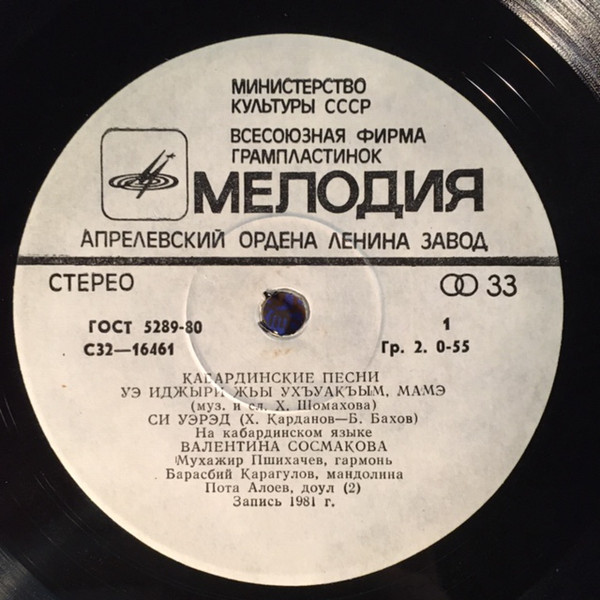 МИНИСТЕРСТВО
КУЛЬТУРЫ СССР
ВСЕСОЮЗНАЯ ФИРМА
ГРАМПЛАСТИНОК
МЕЛОДИЯ
АПРЕЛЕВСКИЙ ОРДЕНА ЛЕНИНА ЗАВОД
СТЕРЕО 33
ГОСТ 5289-80 1
С32—16461 Гр. 2. 0-55
КАБАРДИНСКИЕ ПЕСНИ
УЭ ИДЖЫРИ ЖЬЫ УХЪУАКЪЫМ, МАМЭ
(муз. и сл. Х. Шомахова)
СИ УЭРЭД (Х. Карданов—Б. Бахов)
На кабардинском языке
ВАЛЕНТИНА СОСМАКОВА
Мухажир Пшихачев, гармонь
Барасбий Карагулов, мандолина
Пота Алоев, доул (2)
Запись 1981 г.